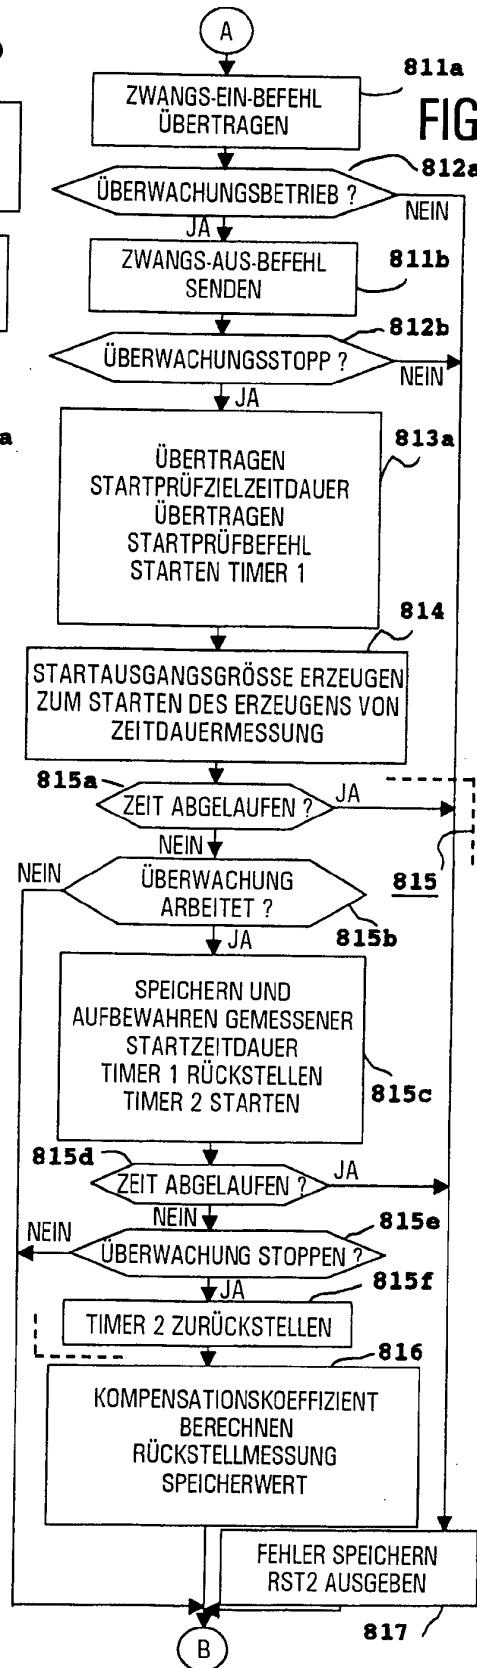 A
811a
ZWANGS-EIN-BEFEHL
ÜBERTRAGEN
FIG
812a
ÜBERWACHUNGSBETRIEB ?
NEIN
JA
811b
ZWANGS-AUS-BEFEHL
SENDEN
812b
ÜBERWACHUNGSSTOPP ?
NEIN
JA
a
813a
ÜBERTRAGEN
STARTPRÜFZIELZEITDAUER
ÜBERTRAGEN
STARTPRÜFBEFEHL
STARTEN TIMER 1
814
STARTAUSGANGSGRÖSSE ERZEUGEN
ZUM STARTEN DES ERZEUGENS VON
ZEITDAUERMESSUNG
815a
ZEIT ABGELAUFEN ?
JA
NEIN
NEIN
ÜBERWACHUNG
ARBEITET ?
815
815b
JA
SPEICHERN UND
AUFBEWAHREN GEMESSENER
STARTZEITDAUER
TIMER 1 RÜCKSTELLEN
TIMER 2 STARTEN
815c
815d
ZEIT ABGELAUFEN ?
JA
NEIN
815e
NEIN
ÜBERWACHUNG STOPPEN ?
JA
815f
TIMER 2 ZURÜCKSTELLEN
816
KOMPENSATIONSKOEFFIZIENT
BERECHNEN
RÜCKSTELLMESSUNG
SPEICHERWERT
FEHLER SPEICHERN
RST2 AUSGEBEN
817
B